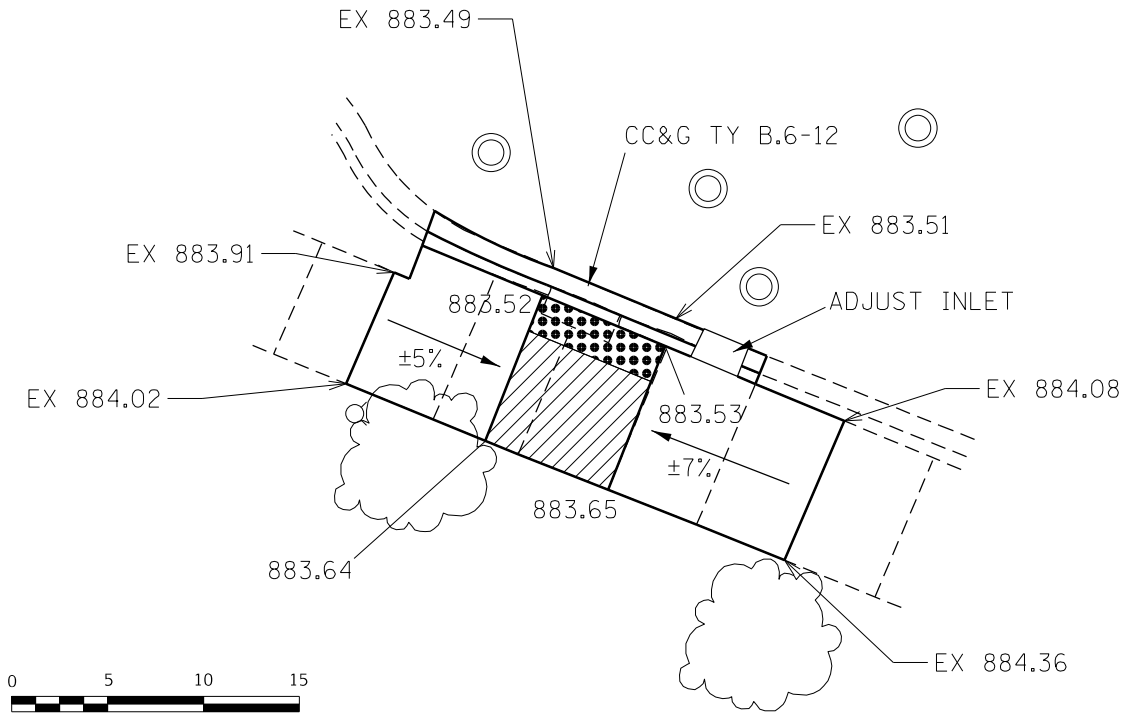 EX 883.49
CC&G TY B.6-12
EX 883.51
EX 883.91
883.52
ADJUST INLET
±5%
EX 884.02
EX 884.08
883.53
±7%
883.65
883.64
EX 884.36
0 5 10 15